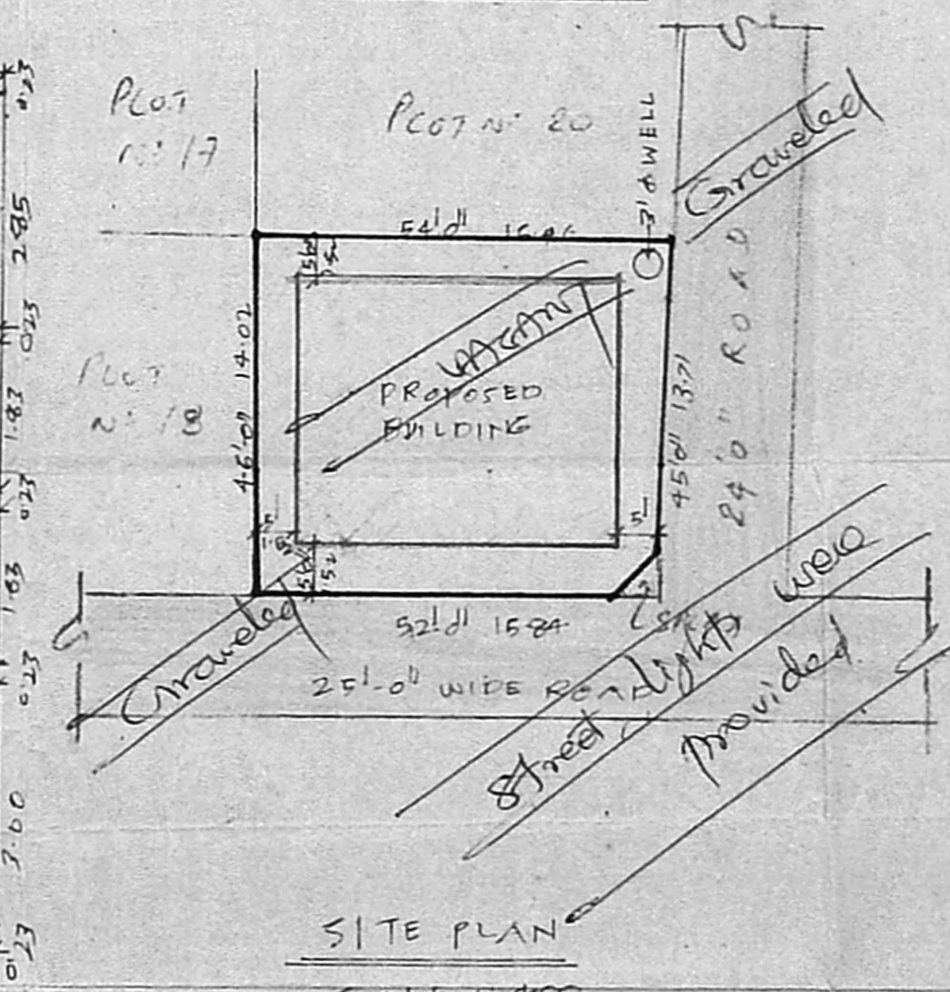 PLOT
Nº 17
PLOT Nº 20
3' ø WELL
Graveled
54'0"
2.85
0.23
1.83
0.23
1.83
0.23
3.00
0.23
PLOT
Nº 18
46'0" 14.02
VACANT
PROPOSED
BUILDING
45'0" 13.71
24'0" ROAD
5'
52'0" 15.84
Graveled
25'-0" WIDE ROAD
Street lights were
Provided
SITE PLAN